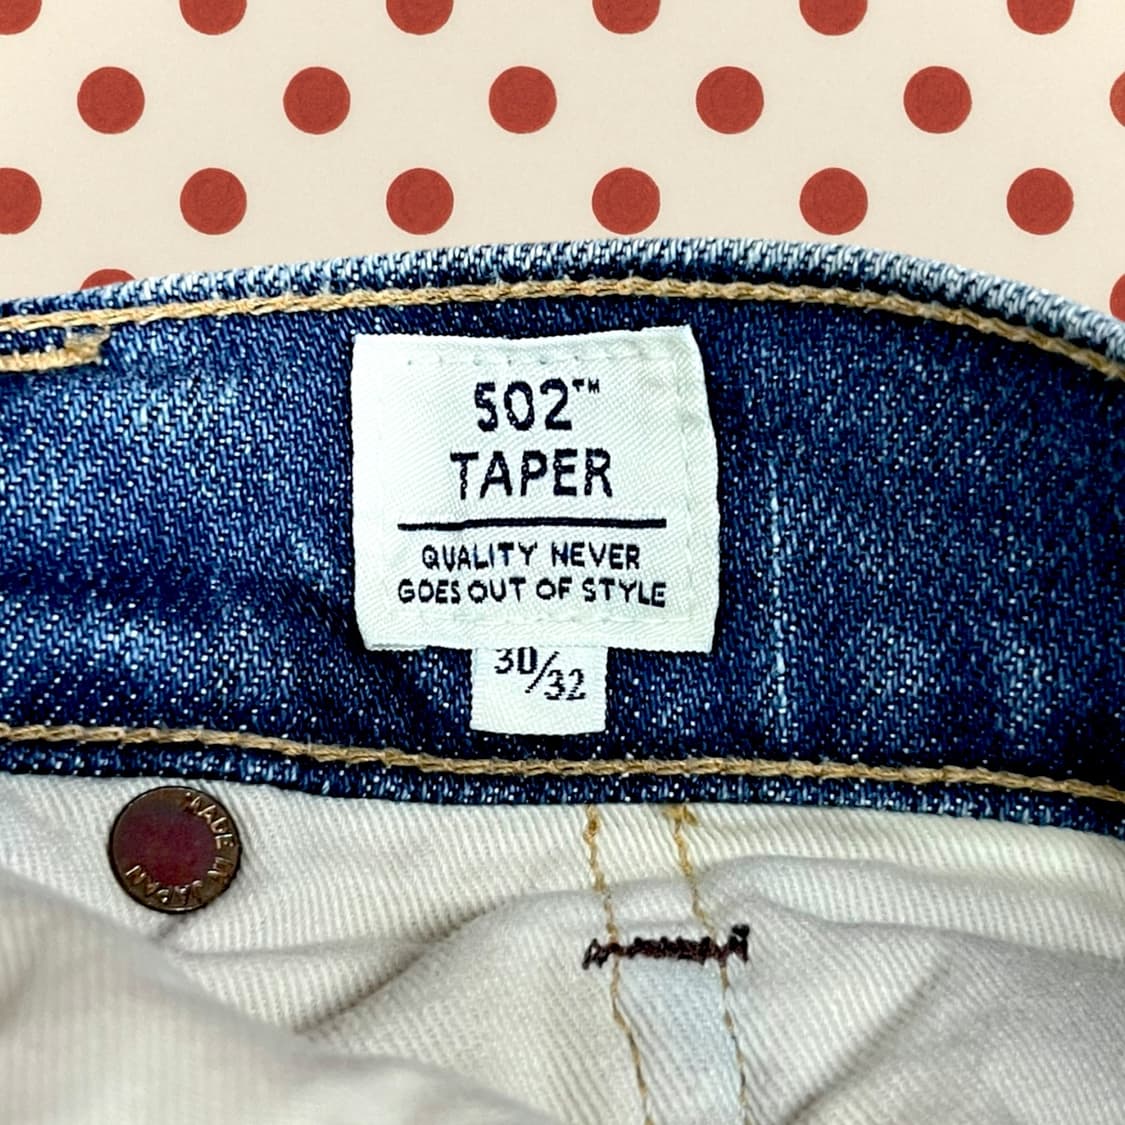 502™
TAPER
QUALITY NEVER
GOES OUT OF STYLE
30/32
MADE IN JAPAN